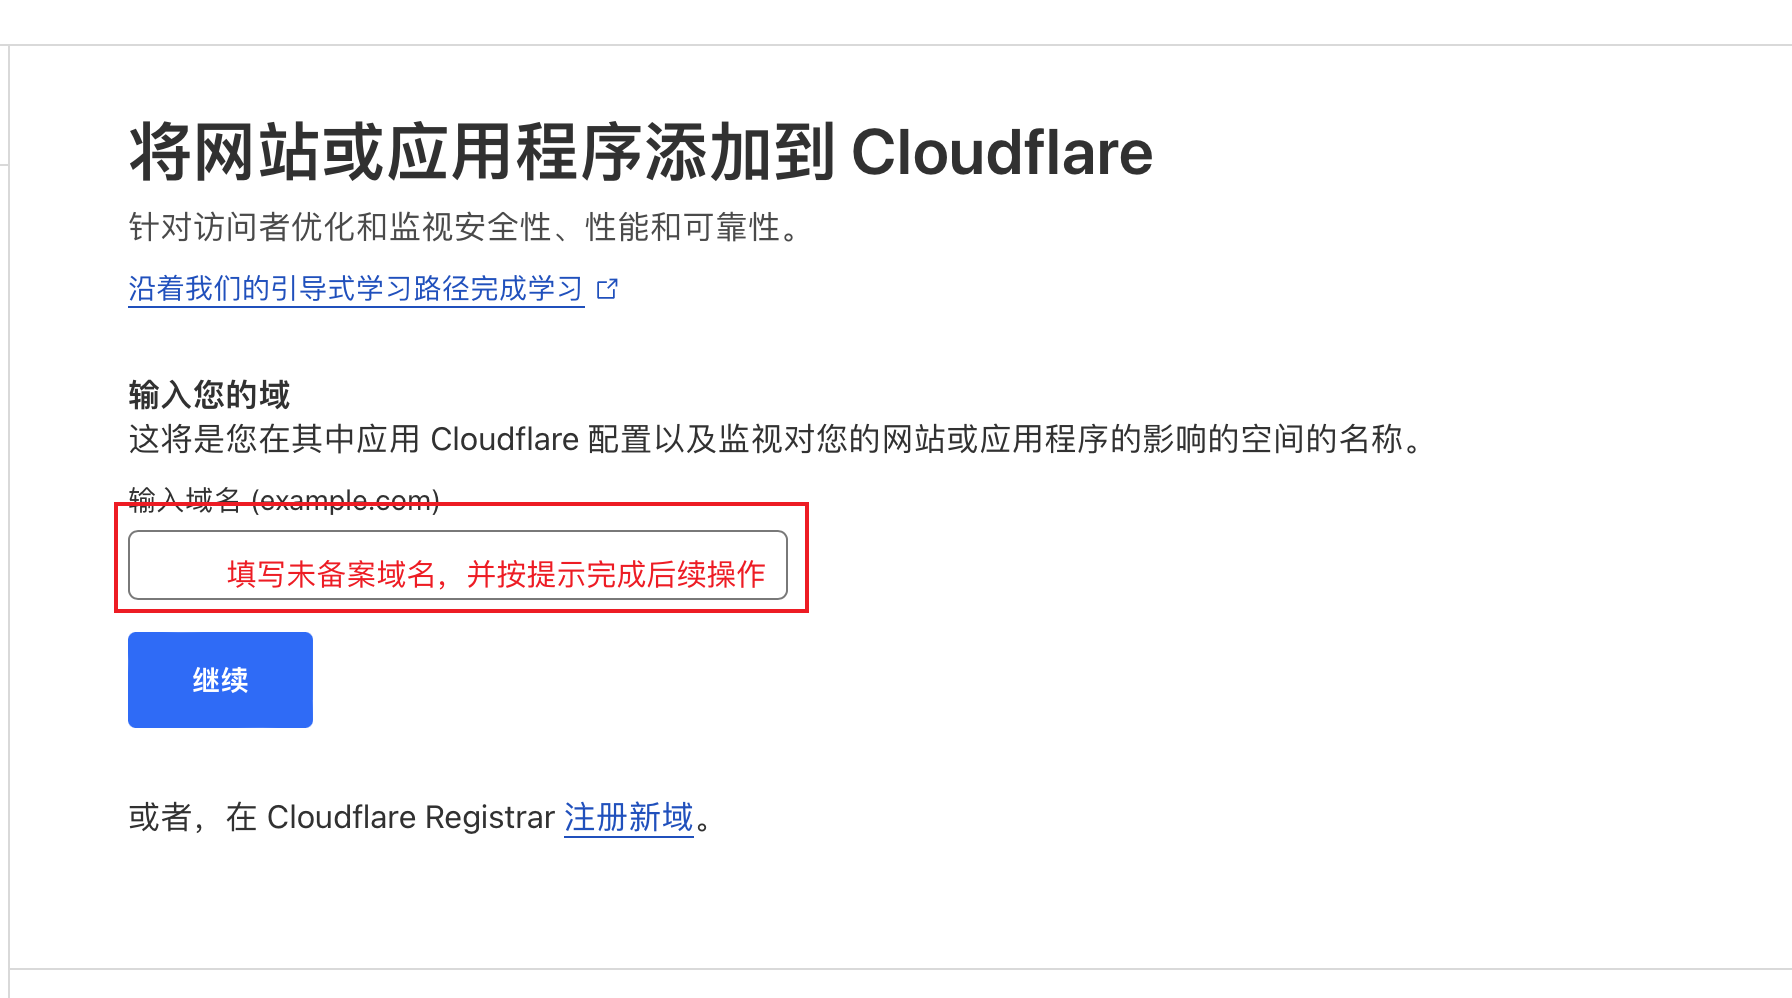 将网站或应用程序添加到 Cloudflare
针对访问者优化和监视安全性、性能和可靠性。
沿着我们的引导式学习路径完成学习
输入您的域
这将是您在其中应用 Cloudflare 配置以及监视对您的网站或应用程序的影响的空间的名称。
输入域名 (example.com)
填写未备案域名，并按提示完成后续操作
继续
或者，在 Cloudflare Registrar 注册新域。